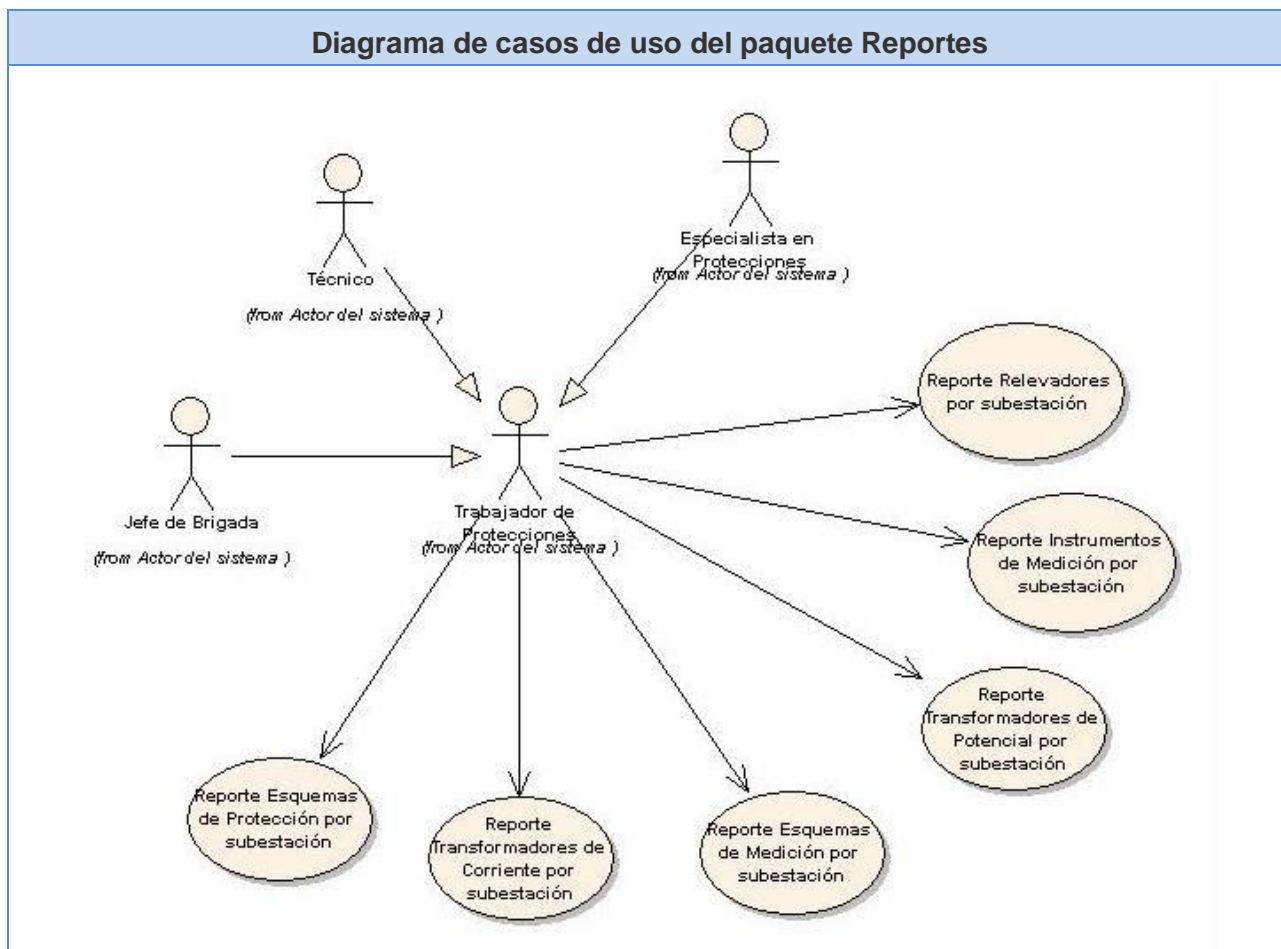 Diagrama de casos de uso del paquete Reportes
Técnico
(from Actor del sistema )
Especialista en
Protecciones
(from Actor del sistema )
Jefe de Brigada
(from Actor del sistema )
Trabajador de
Protecciones
(from Actor del sistema )
Reporte Relevadores
por subestación
Reporte Instrumentos
de Medición por
subestación
Reporte
Transformadores de
Potencial por
subestación
Reporte Esquemas
de Protección por
subestación
Reporte
Transformadores de
Corriente por
subestación
Reporte Esquemas
de Medición por
subestación